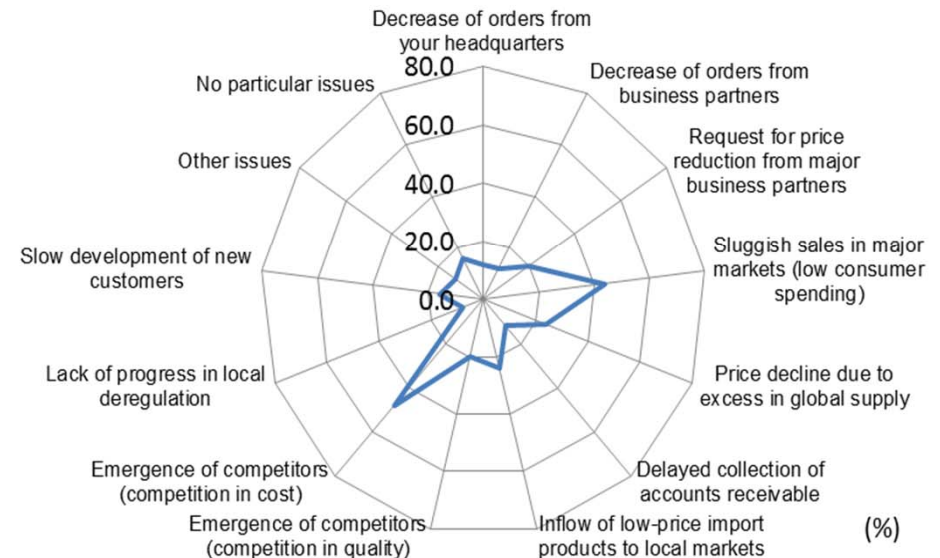 Decrease of orders from
your headquarters
80.0
60.0
40.0
20.0
0.0
Decrease of orders from
business partners
Request for price
reduction from major
business partners
Sluggish sales in major
markets (low consumer
spending)
Price decline due to
excess in global supply
Delayed collection of
accounts receivable
Inflow of low-price import
products to local markets
Emergence of competitors
(competition in quality)
Emergence of competitors
(competition in cost)
Lack of progress in local
deregulation
Slow development of new
customers
Other issues
No particular issues
(%)